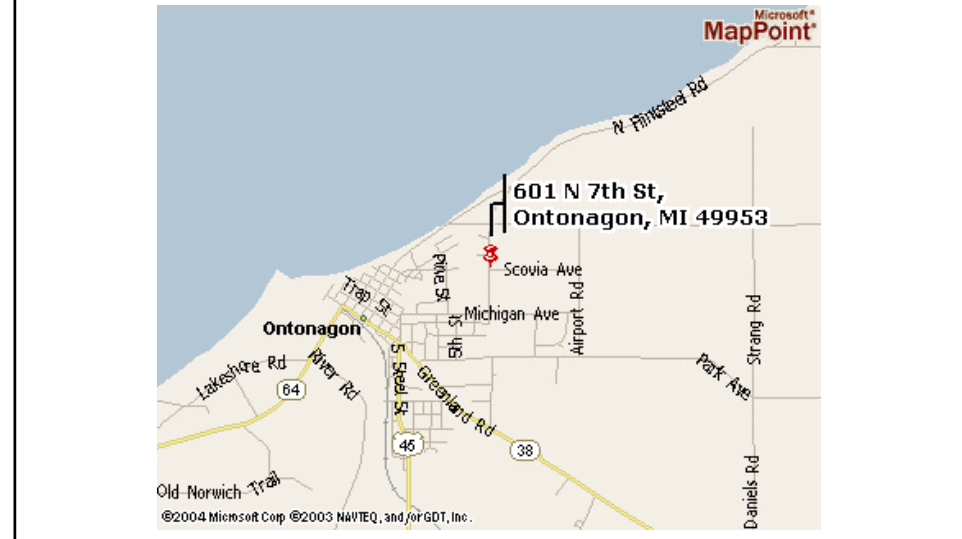 Microsoft®
MapPoint®
N Flintsteel Rd
601 N 7th St,
Ontonagon, MI 49953
Pine St
Scovia Ave
Trap St
Michigan Ave
Airport Rd
Strang Rd
Ontonagon
5th St
Lakeshore Rd
River Rd
S Steel St
Park Ave
64
Greenland Rd
45
38
Old Norwich Trail
Daniels Rd
©2004 Microsoft Corp ©2003 NAVTEQ, and/or GDT, Inc.